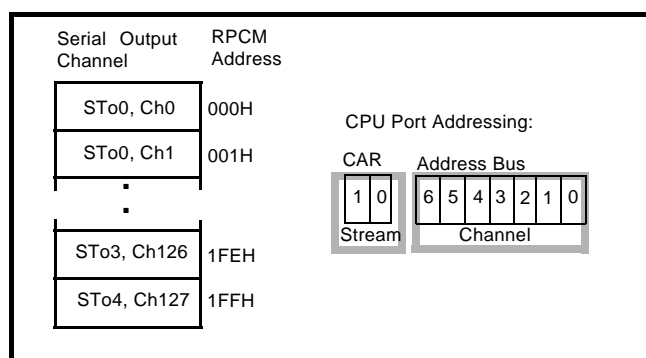 Serial Output Channel
RPCM Address
STo0, Ch0
000H
STo0, Ch1
001H
STo3, Ch126
1FEH
STo4, Ch127
1FFH
CPU Port Addressing:
CAR
Address Bus
1 0
6 5 4 3 2 1 0
Stream
Channel